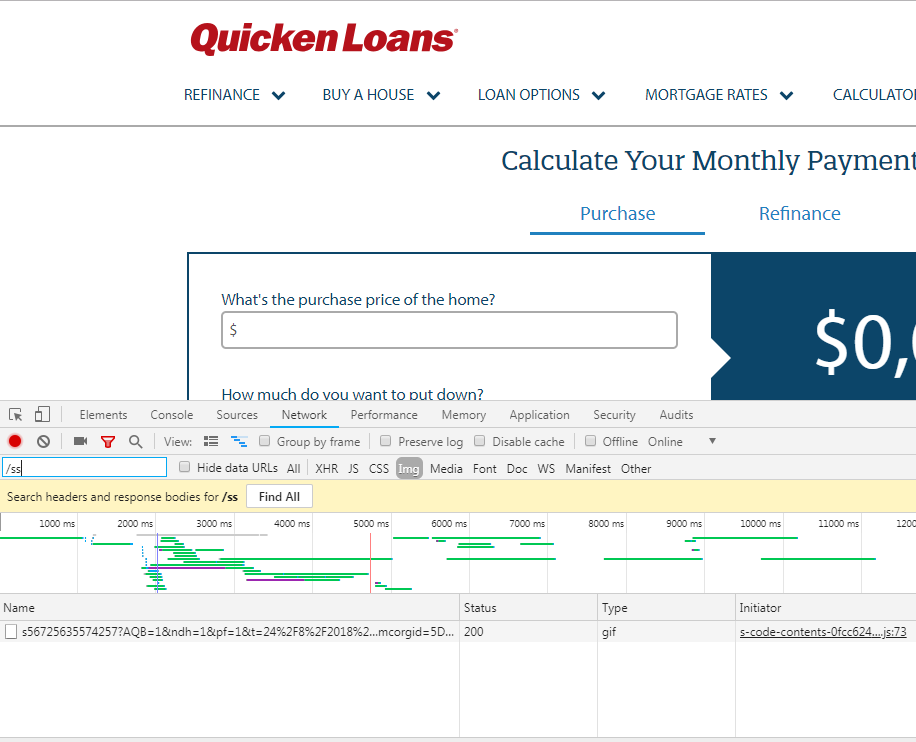 Quicken Loans
REFINANCE BUY A HOUSE LOAN OPTIONS MORTGAGE RATES CALCULATO
Calculate Your Monthly Payment
Purchase Refinance
What's the purchase price of the home?
$
$0,
How much do you want to put down?
Elements Console Sources Network Performance Memory Application Security Audits
View: Group by frame Preserve log Disable cache Offline Online
/ss Hide data URLs All XHR JS CSS Img Media Font Doc WS Manifest Other
Search headers and response bodies for /ss Find All
1000 ms 2000 ms 3000 ms 4000 ms 5000 ms 6000 ms 7000 ms 8000 ms 9000 ms 10000 ms 11000 ms 1200
Name Status Type Initiator
s56725635574257?AQB=1&ndh=1&pf=1&t=24%2F8%2F2018%2...mcorgid=5D... 200 gif s-code-contents-0fcc624....js:73